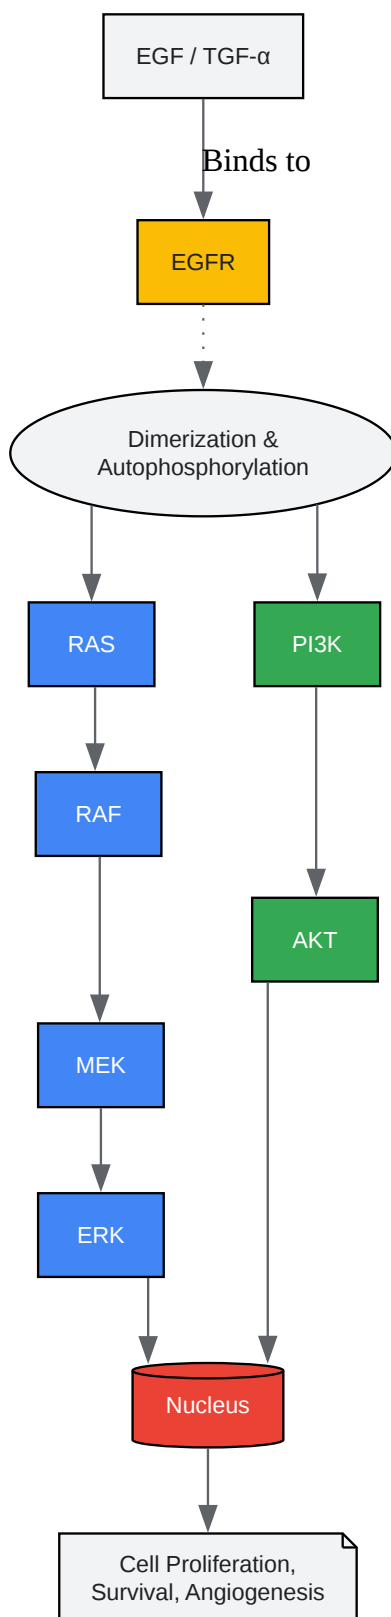 EGF / TGF-α
Binds to
EGFR
Dimerization &
Autophosphorylation
RAS
PI3K
RAF
AKT
MEK
ERK
Nucleus
Cell Proliferation,
Survival, Angiogenesis